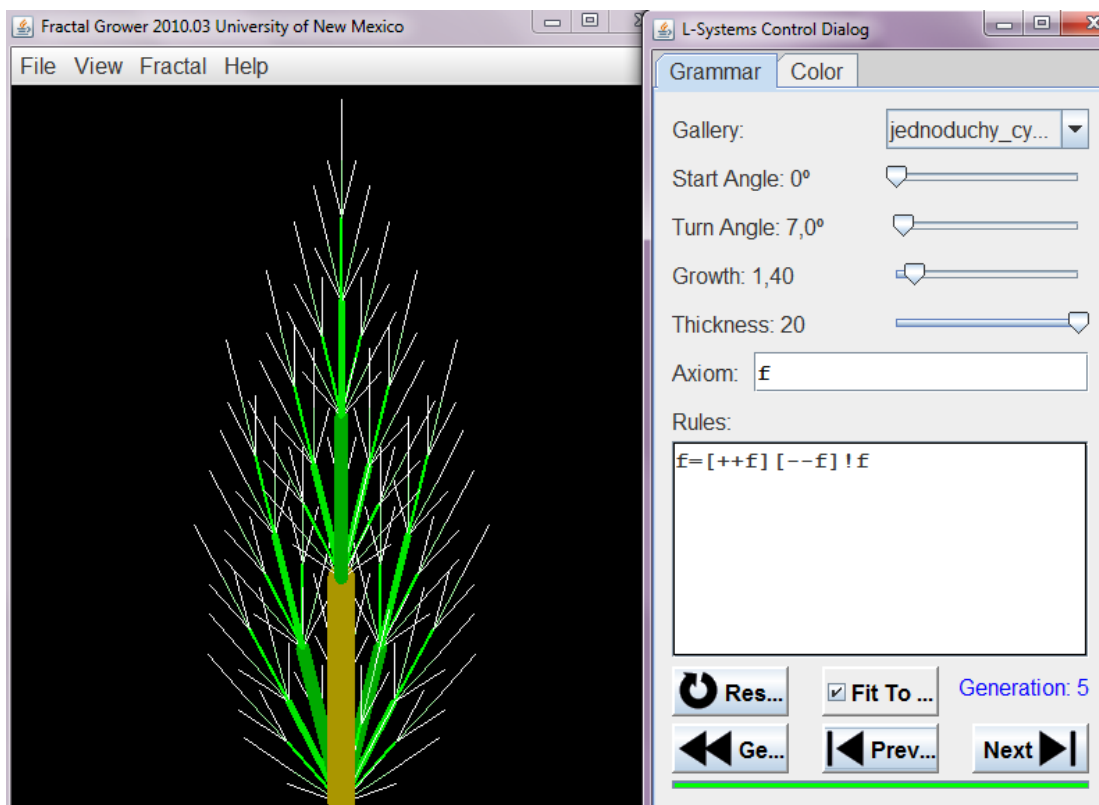 Fractal Grower 2010.03 University of New Mexico
File View Fractal Help
L-Systems Control Dialog
Grammar Color
Gallery: jednoduchy_cy...
Start Angle: 0º
Turn Angle: 7,0º
Growth: 1,40
Thickness: 20
Axiom: f
Rules:
f=[++f][--f]!f
Res... Fit To ... Generation: 5
Ge... Prev... Next